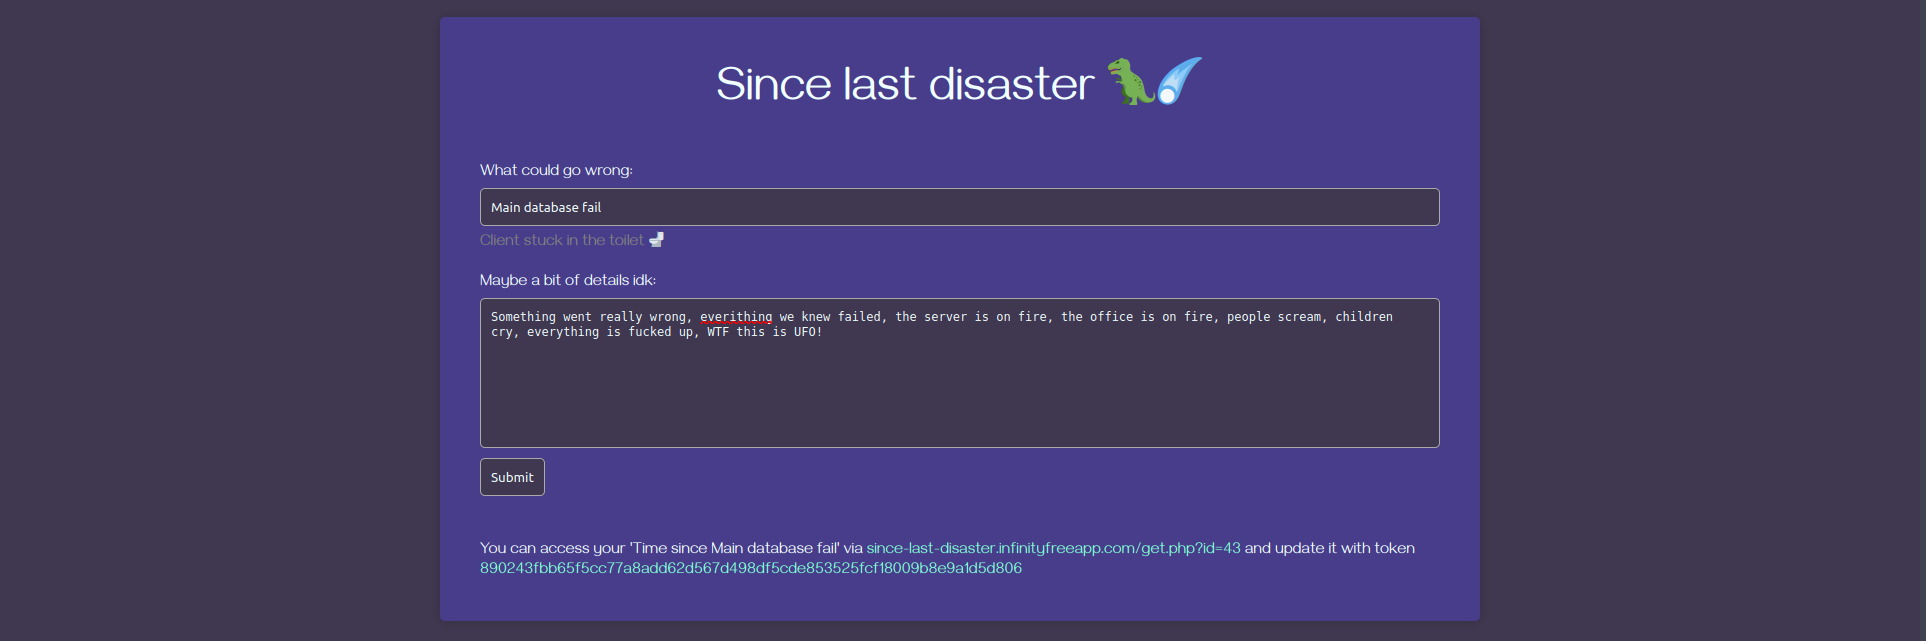 Since last disaster 🦖☄️
What could go wrong:
Main database fail
Client stuck in the toilet 🚽
Maybe a bit of details idk:
Something went really wrong, everithing we knew failed, the server is on fire, the office is on fire, people scream, children
cry, everything is fucked up, WTF this is UFO!
Submit
You can access your 'Time since Main database fail' via since-last-disaster.infinityfreeapp.com/get.php?id=43 and update it with token
890243fbb65f5cc77a8add62d567d498df5cde853525fcf18009b8e9a1d5d806